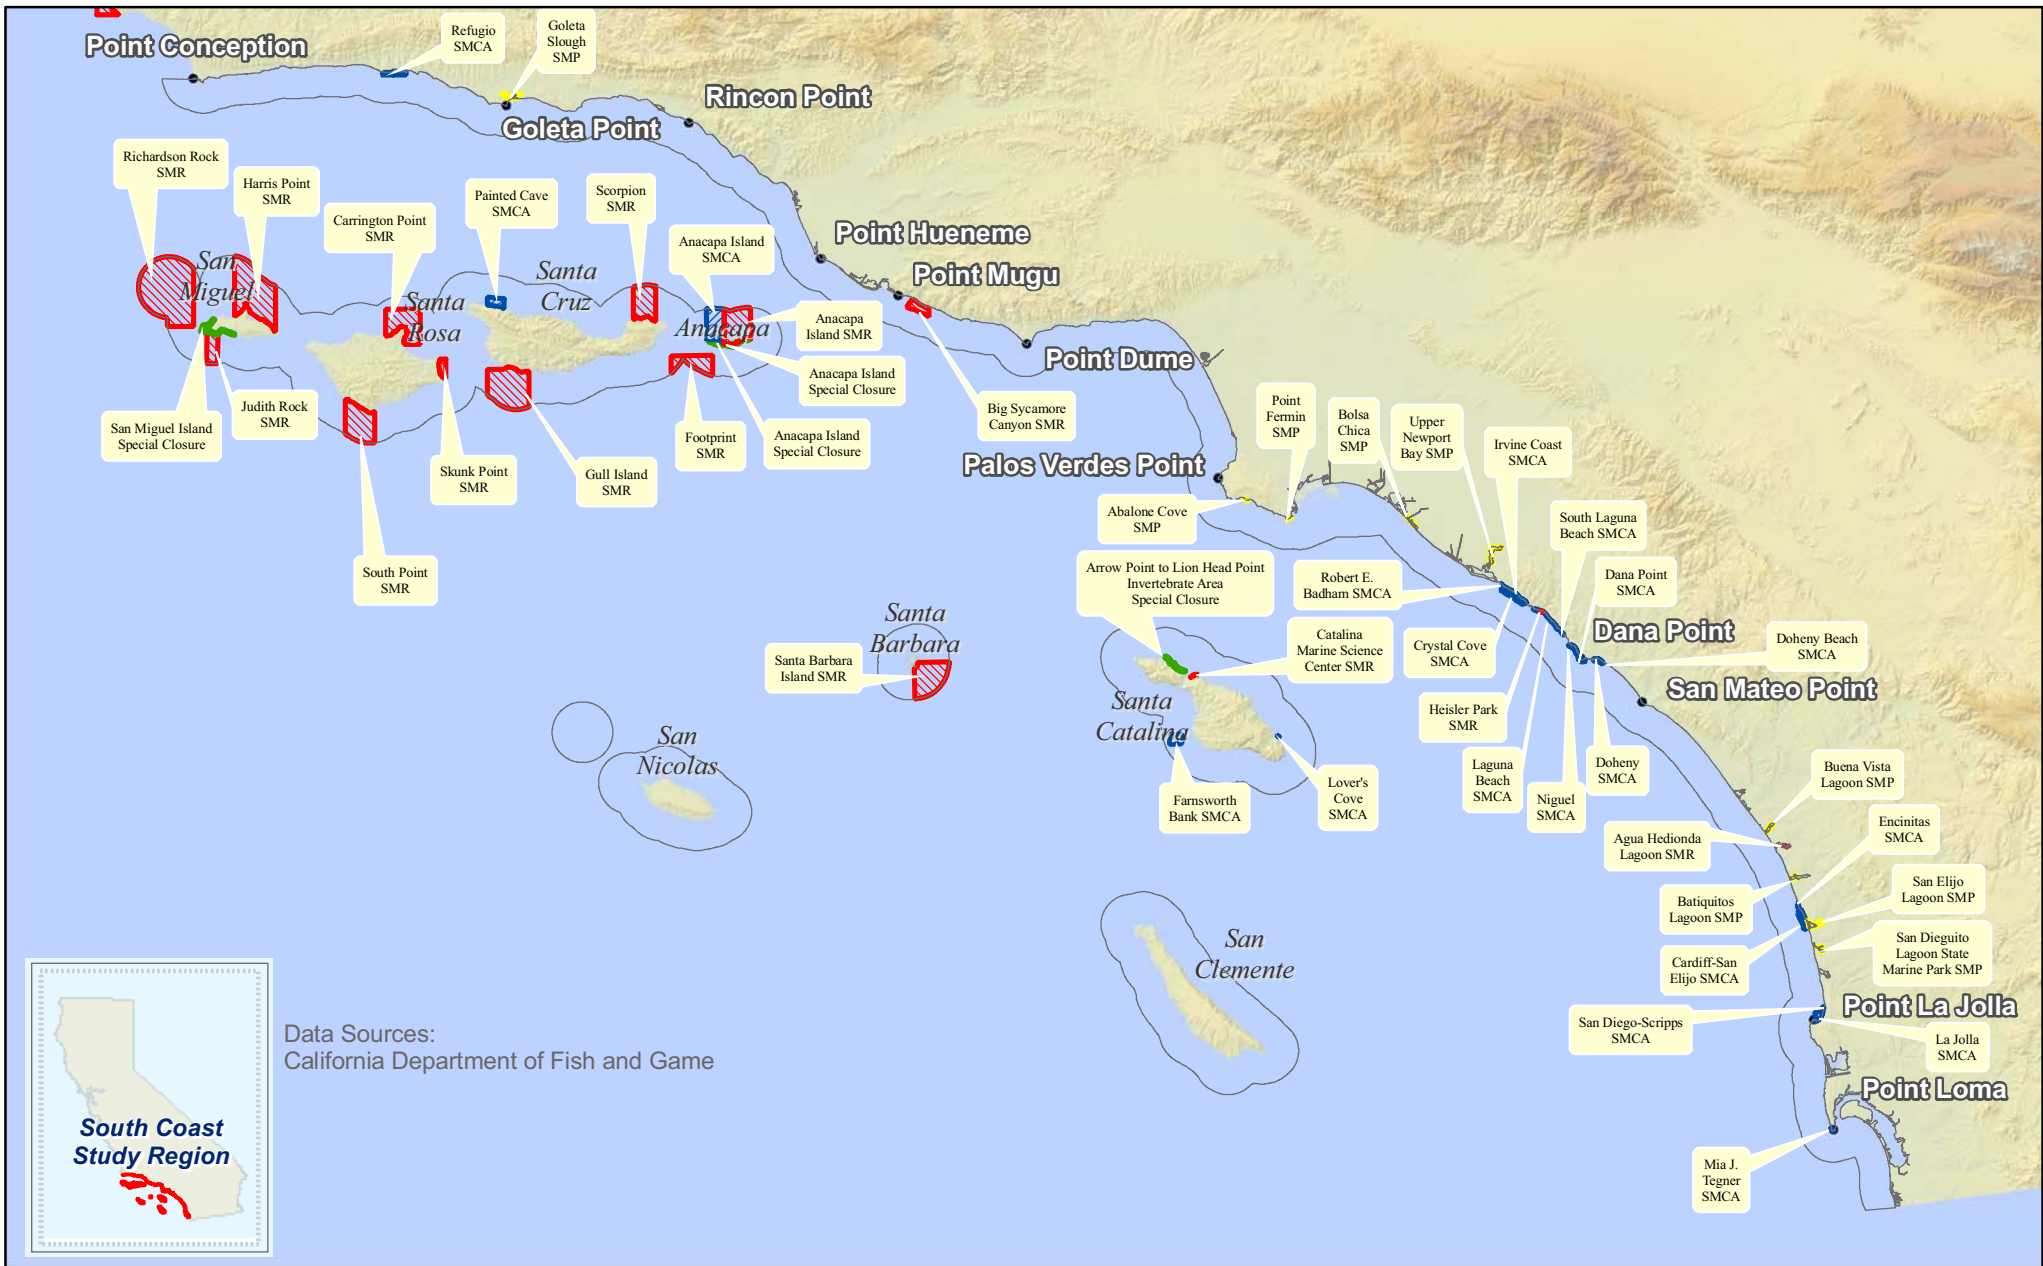 Point Conception
Refugio
SMCA
Goleta
Slough
SMP
Rincon Point
Goleta Point
Richardson Rock
SMR
Harris Point
SMR
Carrington Point
SMR
Painted Cave
SMCA
Scorpion
SMR
Anacapa Island
SMCA
Point Hueneme
Point Mugu
San
Miguel
Santa
Rosa
Santa
Cruz
Anacapa
Anacapa
Island SMR
Anacapa Island
Special Closure
Anacapa Island
Special Closure
Point Dume
San Miguel Island
Special Closure
Judith Rock
SMR
South Point
SMR
Skunk Point
SMR
Gull Island
SMR
Footprint
SMR
Big Sycamore
Canyon SMR
Palos Verdes Point
Point
Fermin
SMP
Bolsa
Chica
SMP
Upper
Newport
Bay SMP
Irvine Coast
SMCA
Abalone Cove
SMP
South Laguna
Beach SMCA
Dana Point
SMCA
Arrow Point to Lion Head Point
Invertebrate Area
Special Closure
Robert E.
Badham SMCA
Santa
Barbara
Santa Barbara
Island SMR
Catalina
Marine Science
Center SMR
Crystal Cove
SMCA
Dana Point
Doheny Beach
SMCA
San Mateo Point
Santa
Catalina
Heisler Park
SMR
San
Nicolas
Farnsworth
Bank SMCA
Lover's
Cove
SMCA
Laguna
Beach
SMCA
Niguel
SMCA
Doheny
SMCA
Buena Vista
Lagoon SMP
Agua Hedionda
Lagoon SMR
Encinitas
SMCA
Batiquitos
Lagoon SMP
San Elijo
Lagoon SMP
San
Clemente
Cardiff-San
Elijo SMCA
San Dieguito
Lagoon State
Marine Park SMP
San Diego-Scripps
SMCA
Point La Jolla
La Jolla
SMCA
Point Loma
Mia J.
Tegner
SMCA
Data Sources:
California Department of Fish and Game
South Coast
Study Region